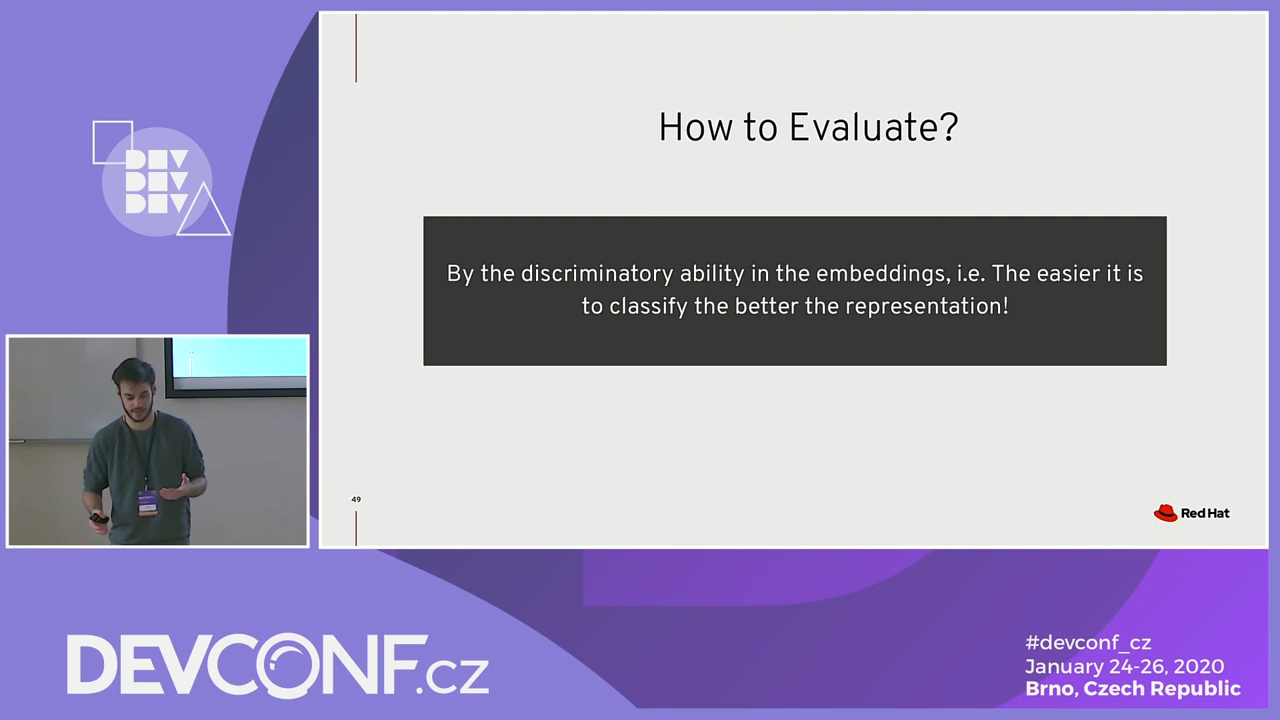 DEV
DEV
DEV
How to Evaluate?
By the discriminatory ability in the embeddings, i.e. The easier it is
to classify the better the representation!
49
Red Hat
DEVCONF.cz
#devconf_cz
January 24-26, 2020
Brno, Czech Republic